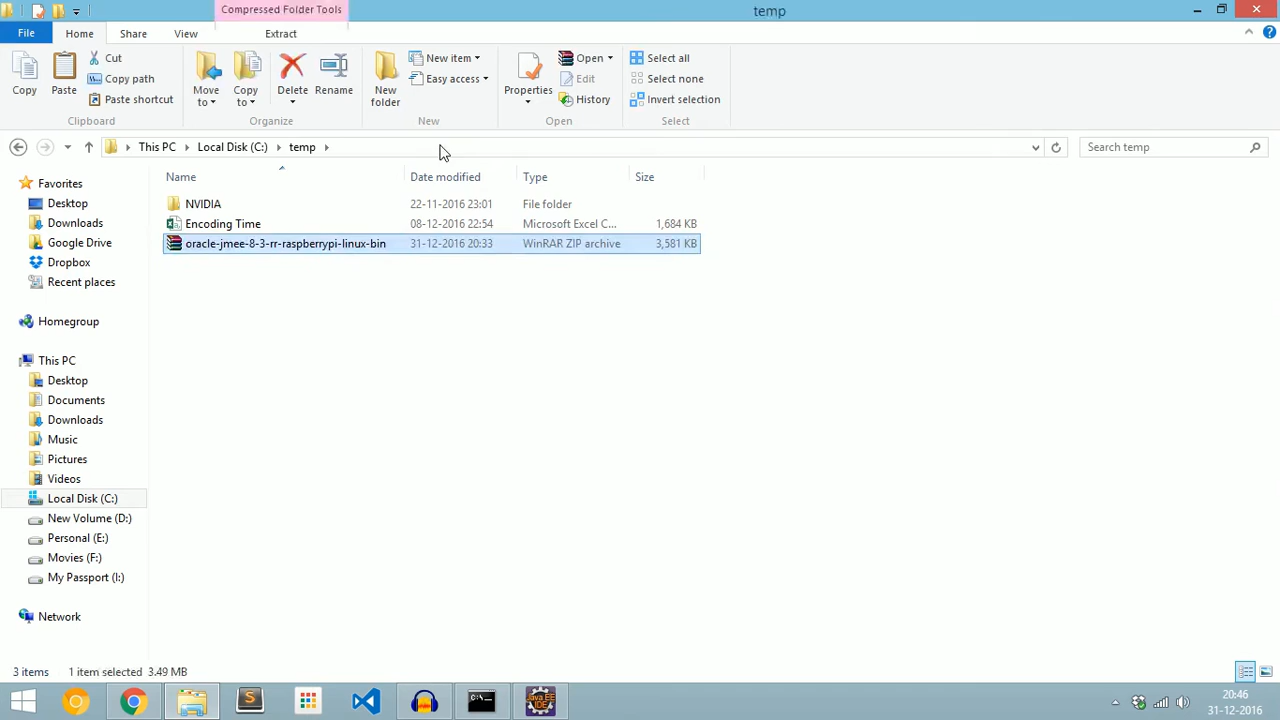 Compressed Folder Tools
temp
File
Home
Share
View
Extract
Copy
Paste
Cut
Copy path
Paste shortcut
Clipboard
Move to
Copy to
Delete
Rename
Organize
New folder
New item
Easy access
New
Properties
Open
Edit
History
Open
Select all
Select none
Invert selection
Select
This PC
Local Disk (C:)
temp
Search temp
Name
Date modified
Type
Size
NVIDIA 22-11-2016 23:01 File folder
Encoding Time 08-12-2016 22:54 Microsoft Excel C... 1,684 KB
oracle-jmee-8-3-rr-raspberrypi-linux-bin 31-12-2016 20:33 WinRAR ZIP archive 3,581 KB
Favorites
Desktop
Downloads
Google Drive
Dropbox
Recent places
Homegroup
This PC
Desktop
Documents
Downloads
Music
Pictures
Videos
Local Disk (C:)
New Volume (D:)
Personal (E:)
Movies (F:)
My Passport (I:)
Network
3 items 1 item selected 3.49 MB
Java EE
IDE
20:46
31-12-2016